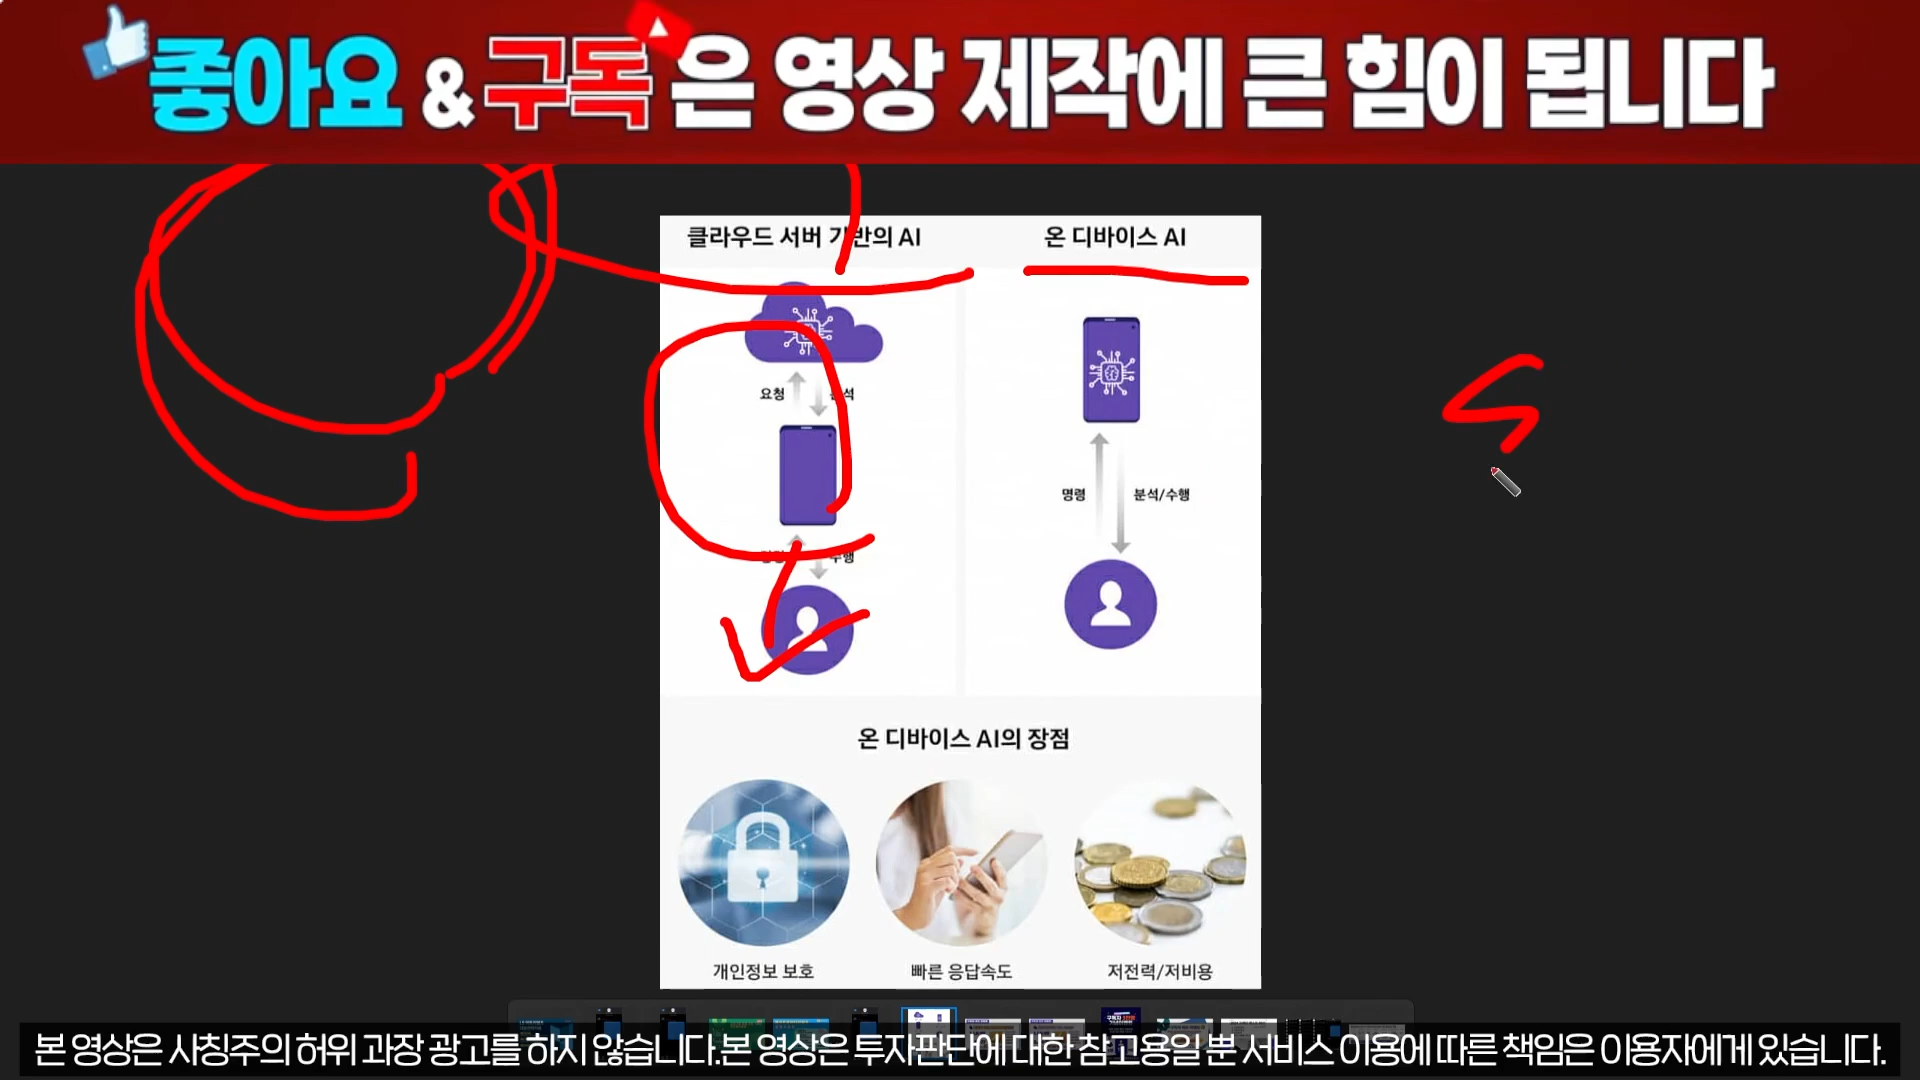 좋아요 & 구독은 영상 제작에 큰 힘이 됩니다
클라우드 서버 기반의 AI
온 디바이스 AI
요청
명령
분석/수행
수행
온 디바이스 AI의 장점
개인정보 보호
빠른 응답속도
저전력/저비용
본 영상은 사칭주의 허위 과장 광고를 하지 않습니다.본 영상은 투자판단에 대한 참고용일 뿐 서비스 이용에 따른 책임은 이용자에게 있습니다.